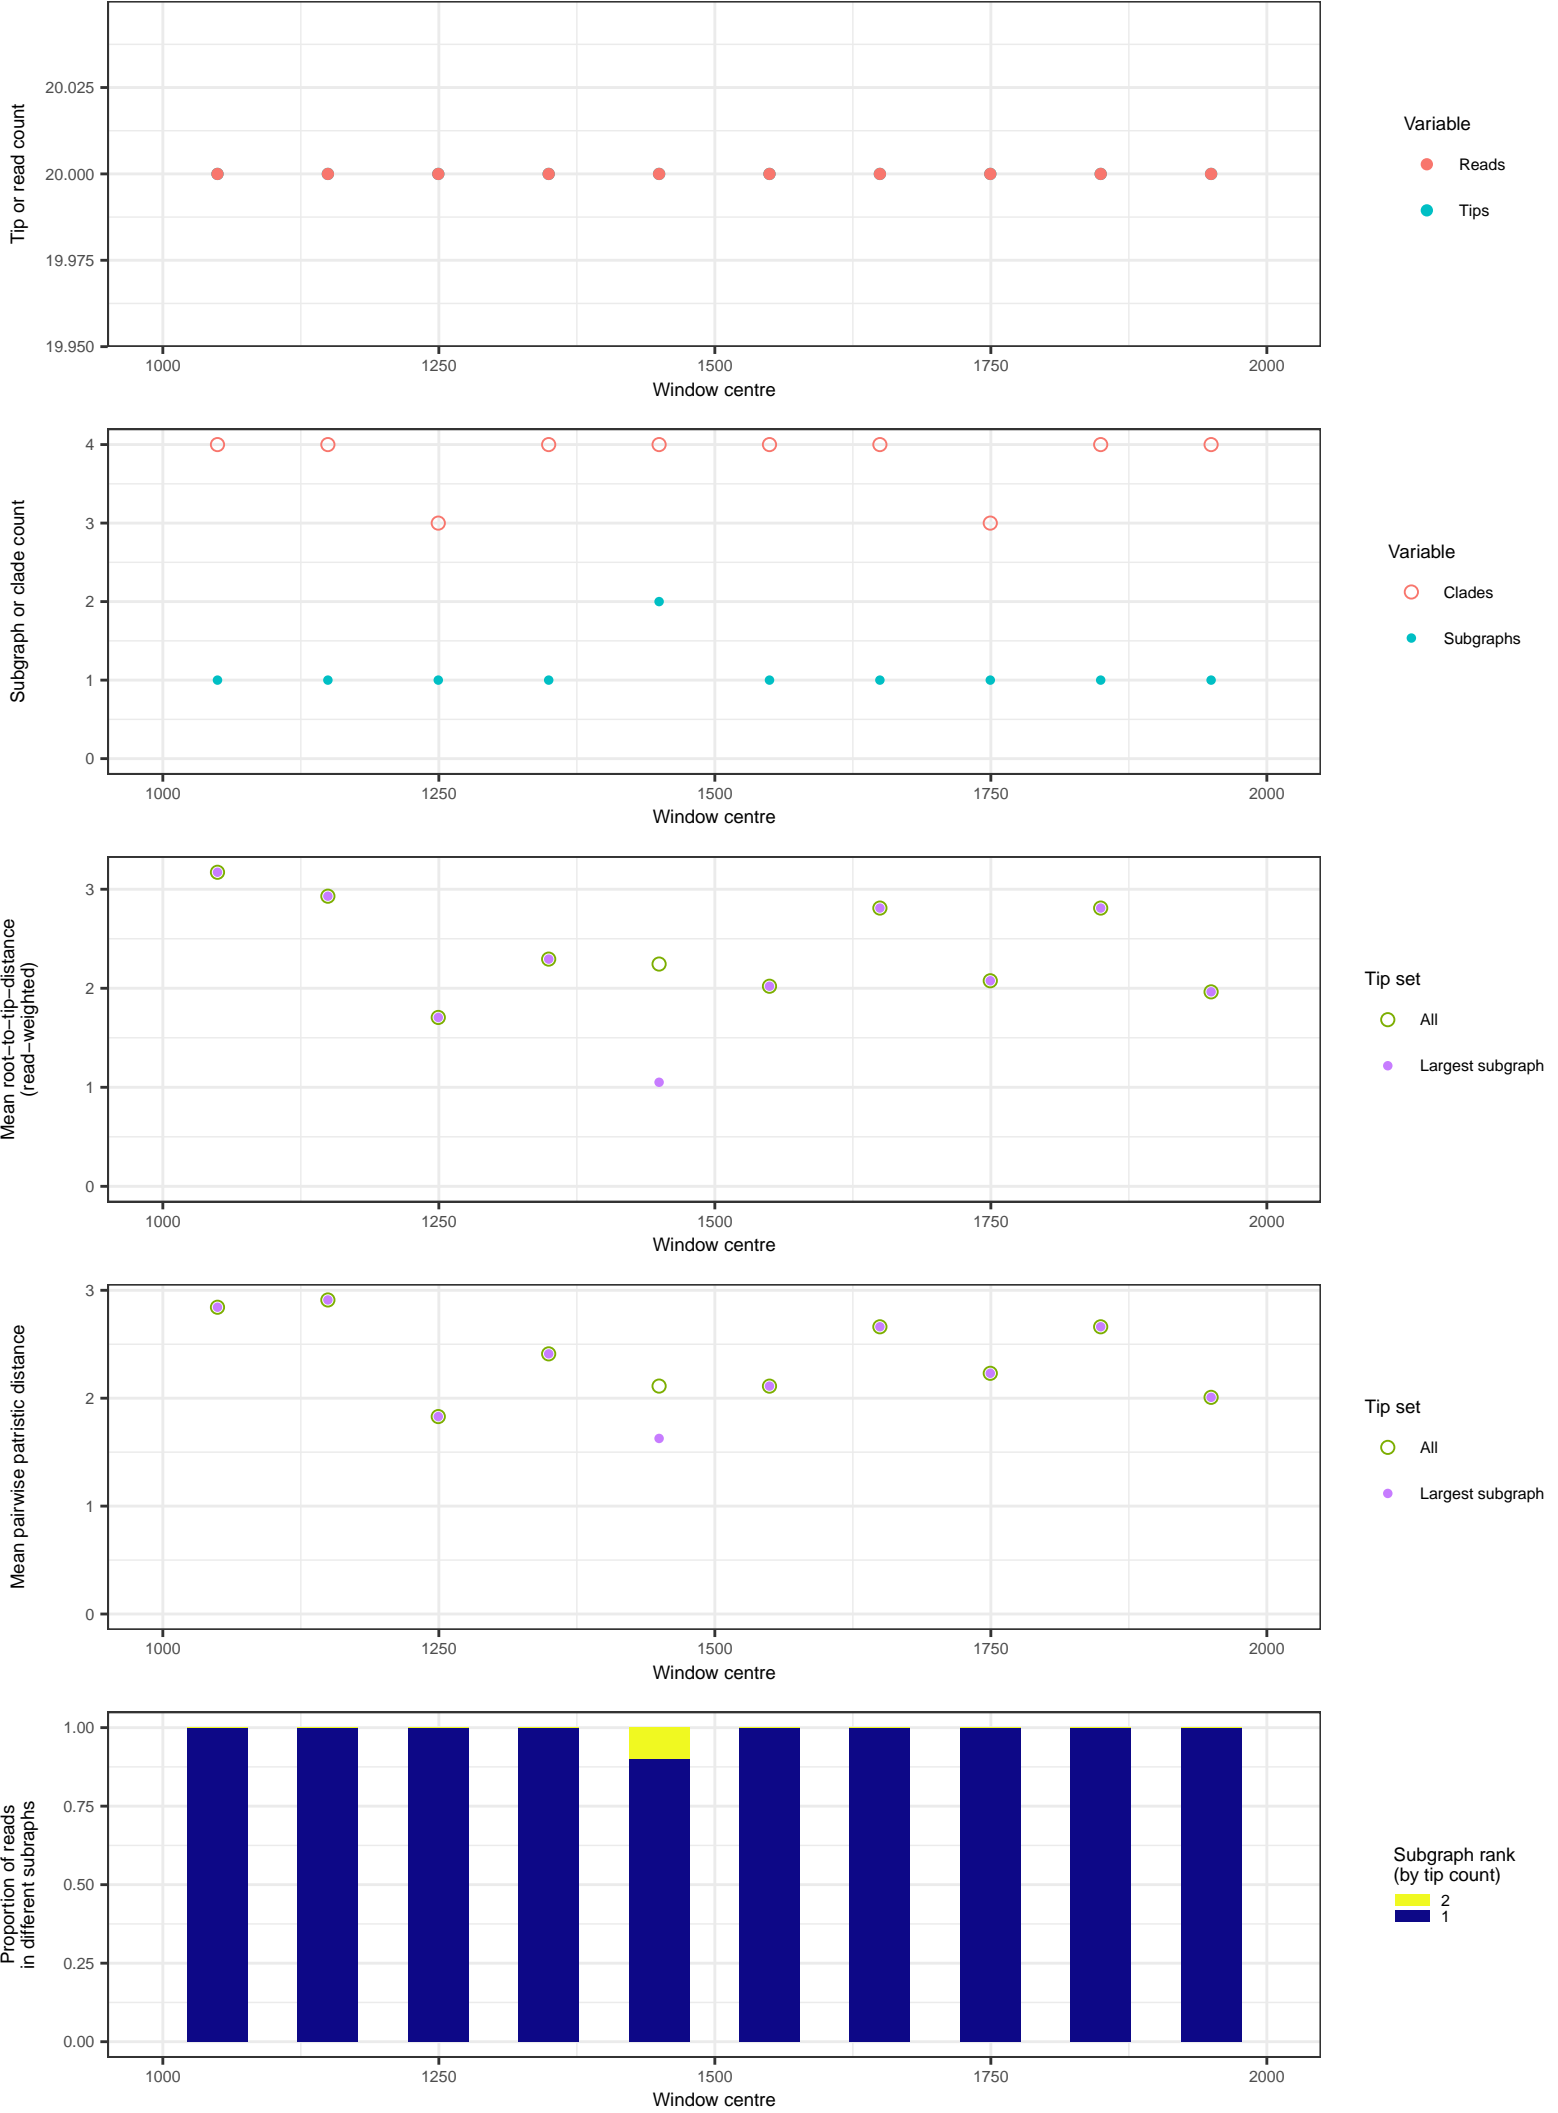 Tip or read count
20.025
20.000
19.975
19.950
1000
1250
1500
1750
2000
Window centre
Variable
Reads
Tips
Subgraph or clade count
4
3
2
1
0
1000
1250
1500
1750
2000
Window centre
Variable
Clades
Subgraphs
Mean root−to−tip−distance
(read−weighted)
3
2
1
0
1000
1250
1500
1750
2000
Window centre
Tip set
All
Largest subgraph
Mean pairwise patristic distance
3
2
1
0
1000
1250
1500
1750
2000
Window centre
Tip set
All
Largest subgraph
Proportion of reads
in different subraphs
1.00
0.75
0.50
0.25
0.00
1000
1250
1500
1750
2000
Window centre
Subgraph rank
(by tip count)
2
1